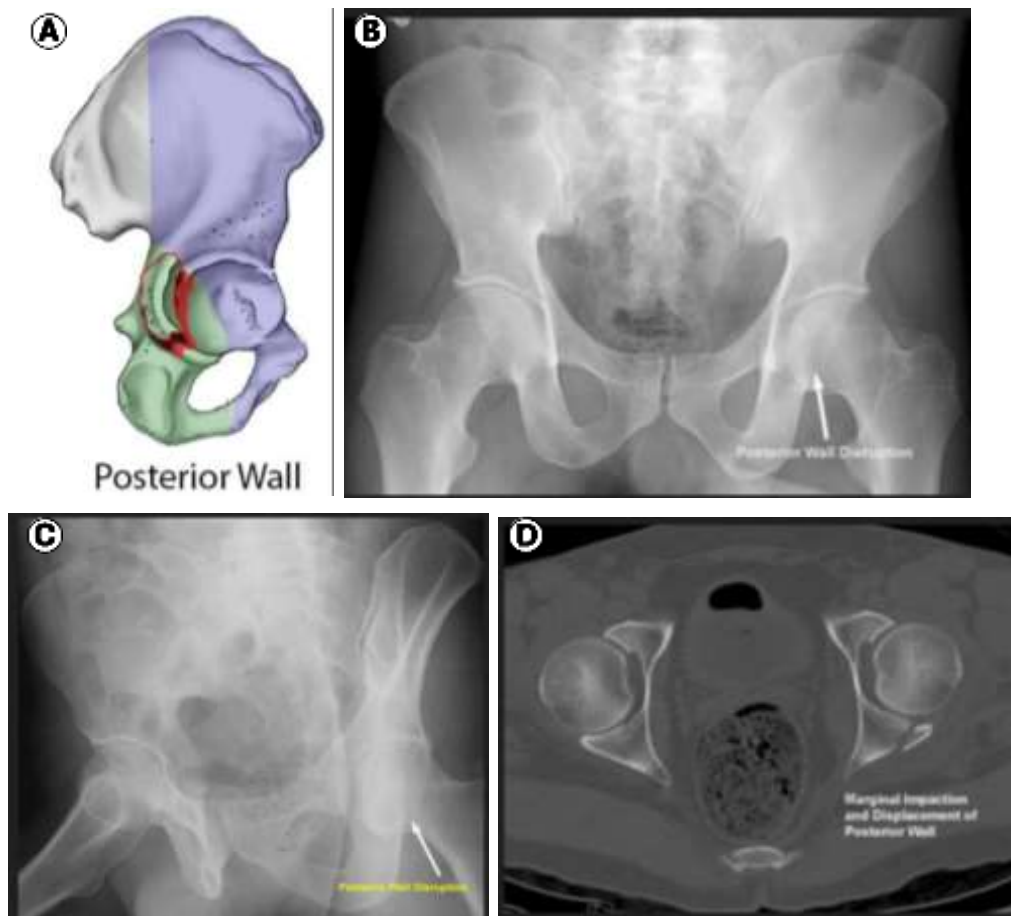 A
Posterior Wall
B
Posterior Wall Disruption
C
Posterior Wall Disruption
D
Marginal Impaction
and Displacement of
Posterior Wall